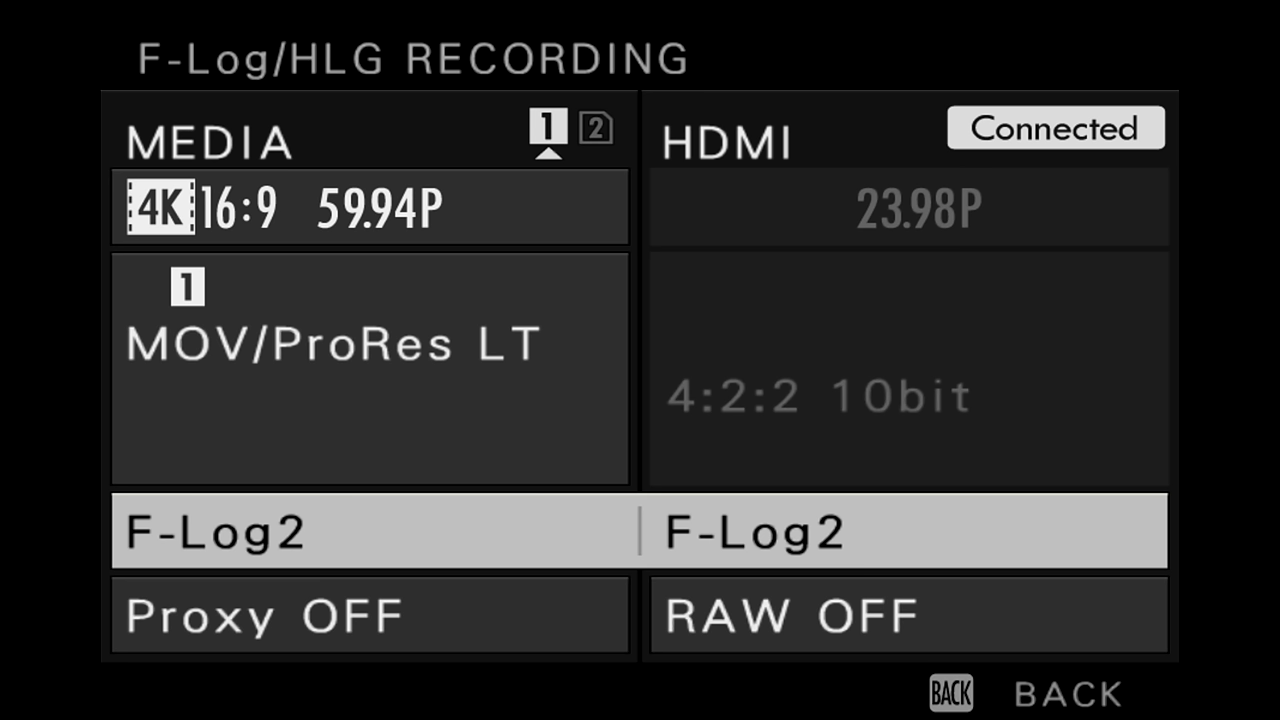 F-Log/HLG RECORDING
MEDIA 1 2
4K 16:9 59.94P
1
MOV/ProRes LT
HDMI Connected
23.98P
4:2:2 10bit
F-Log2 F-Log2
Proxy OFF RAW OFF
BACK BACK